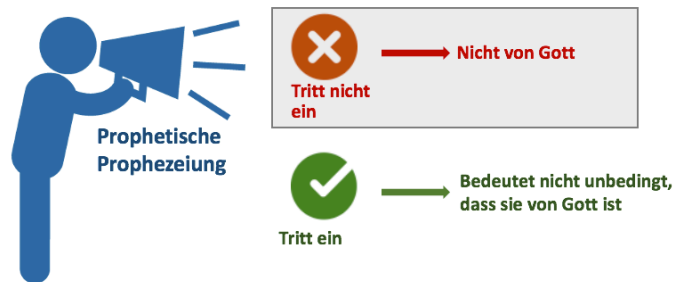 Prophetische
Prophezeiung
Tritt nicht
ein
Nicht von Gott
Tritt ein
Bedeutet nicht unbedingt,
dass sie von Gott ist